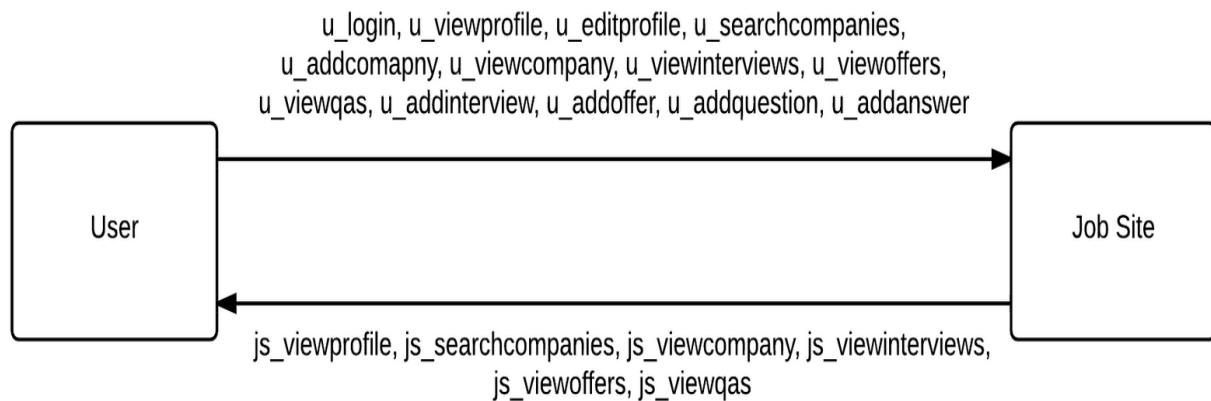 u_login, u_viewprofile, u_editprofile, u_searchcompanies,
u_addcomapny, u_viewcompany, u_viewinterviews, u_viewoffers,
u_viewqas, u_addinterview, u_addoffer, u_addquestion, u_addanswer
User
Job Site
js_viewprofile, js_searchcompanies, js_viewcompany, js_viewinterviews,
js_viewoffers, js_viewqas